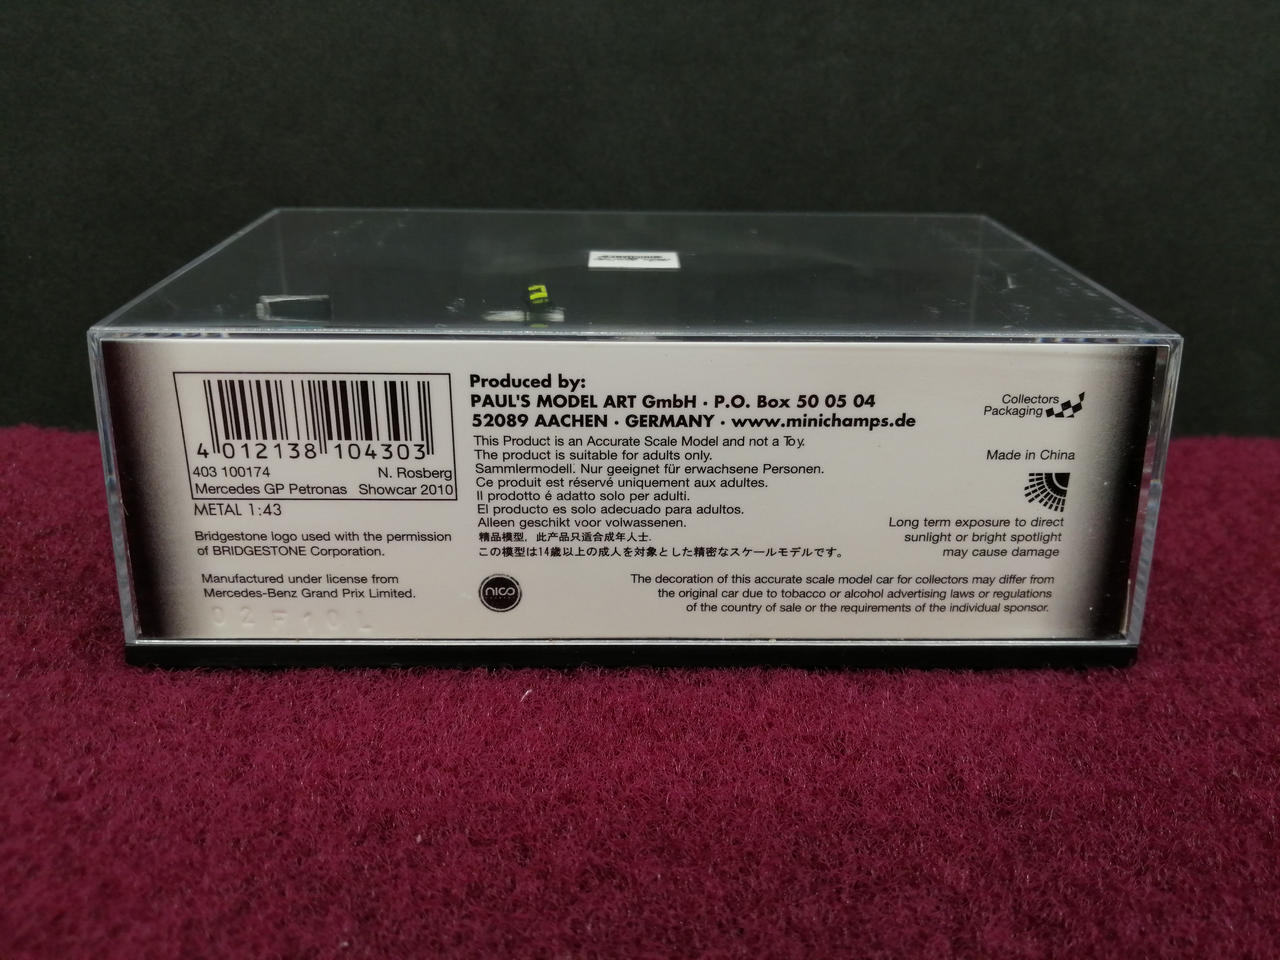 4 012138 104303
403 100174 N. Rosberg
Mercedes GP Petronas Showcar 2010
METAL 1:43
Bridgestone logo used with the permission
of BRIDGESTONE Corporation.
Manufactured under license from
Mercedes-Benz Grand Prix Limited.
02F10L
Produced by:
PAUL'S MODEL ART GmbH · P.O. Box 50 05 04
52089 AACHEN · GERMANY · www.minichamps.de
This Product is an Accurate Scale Model and not a Toy.
The product is suitable for adults only.
Sammlermodell. Nur geeignet für erwachsene Personen.
Ce produit est réservé uniquement aux adultes.
Il prodotto é adatto solo per adulti.
El producto es solo adecuado para adultos.
Alleen geschikt voor volwassenen.
精品模型，此产品只适合成年人士.
この模型は14歳以上の成人を対象とした精密なスケールモデルです。
nico
Collectors
Packaging
Made in China
Long term exposure to direct
sunlight or bright spotlight
may cause damage
The decoration of this accurate scale model car for collectors may differ from
the original car due to tobacco or alcohol advertising laws or regulations
of the country of sale or the requirements of the individual sponsor.